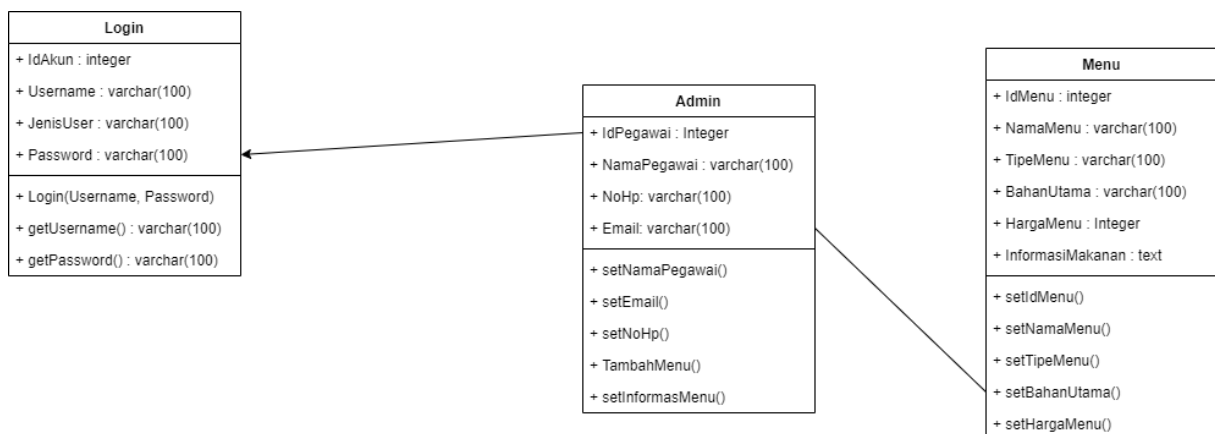 Login
+ IdAkun : integer
+ Username : varchar(100)
+ JenisUser : varchar(100)
+ Password : varchar(100)
+ Login(Username, Password)
+ getUsername() : varchar(100)
+ getPassword() : varchar(100)
Admin
+ IdPegawai : Integer
+ NamaPegawai : varchar(100)
+ NoHp: varchar(100)
+ Email: varchar(100)
+ setNamaPegawai()
+ setEmail()
+ setNoHp()
+ TambahMenu()
+ setInformasMenu()
Menu
+ IdMenu : integer
+ NamaMenu : varchar(100)
+ TipeMenu : varchar(100)
+ BahanUtama : varchar(100)
+ HargaMenu : Integer
+ InformasiMakanan : text
+ setIdMenu()
+ setNamaMenu()
+ setTipeMenu()
+ setBahanUtama()
+ setHargaMenu()